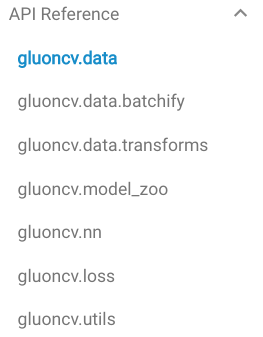 API Reference
gluoncv.data
gluoncv.data.batchify
gluoncv.data.transforms
gluoncv.model_zoo
gluoncv.nn
gluoncv.loss
gluoncv.utils